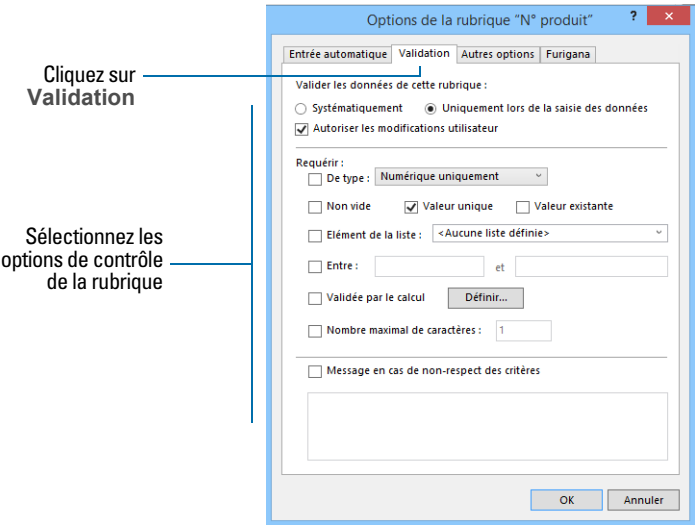 Options de la rubrique “N° produit”
? ×
Entrée automatique Validation Autres options Furigana
Cliquez sur
Validation
Valider les données de cette rubrique :
Systématiquement Uniquement lors de la saisie des données
Autoriser les modifications utilisateur
Requérir :
De type : Numérique uniquement
Non vide Valeur unique Valeur existante
Sélectionnez les
options de contrôle
de la rubrique
Elément de la liste : <Aucune liste définie>
Entre : et
Validée par le calcul Définir...
Nombre maximal de caractères : 1
Message en cas de non-respect des critères
OK Annuler